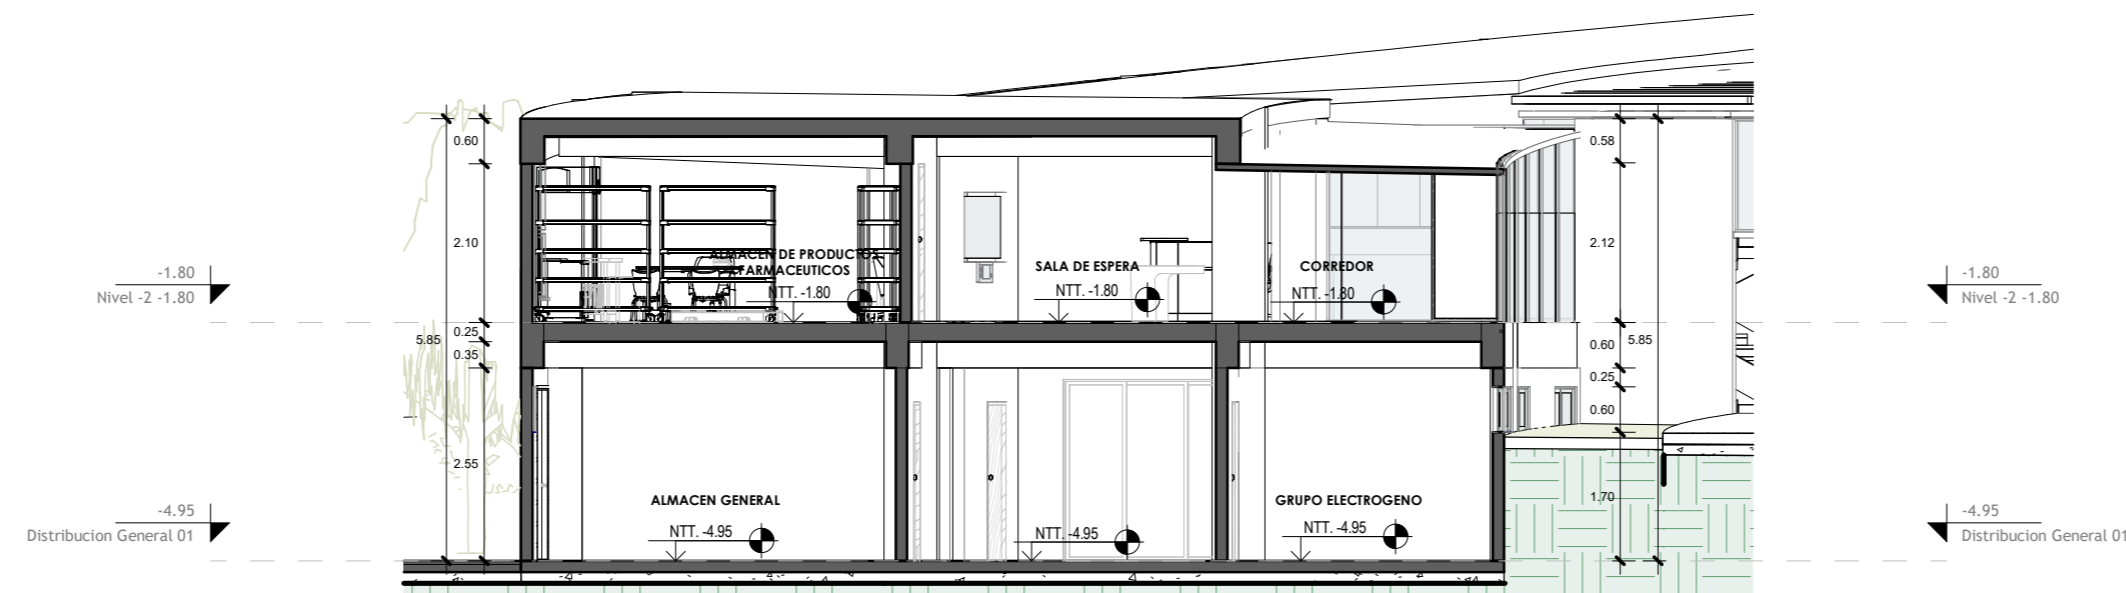 0.60
0.58
2.10
2.12
ALMACEN DE PRODUCTOS
FARMACEUTICOS
NTT. -1.80
SALA DE ESPERA
NTT. -1.80
CORREDOR
NTT. -1.80
-1.80
Nivel -2 -1.80
-1.80
Nivel -2 -1.80
0.25
5.85
0.35
0.60
5.85
0.25
0.60
2.55
1.70
ALMACEN GENERAL
NTT. -4.95
NTT. -4.95
GRUPO ELECTROGENO
NTT. -4.95
-4.95
Distribucion General 01
-4.95
Distribucion General 01